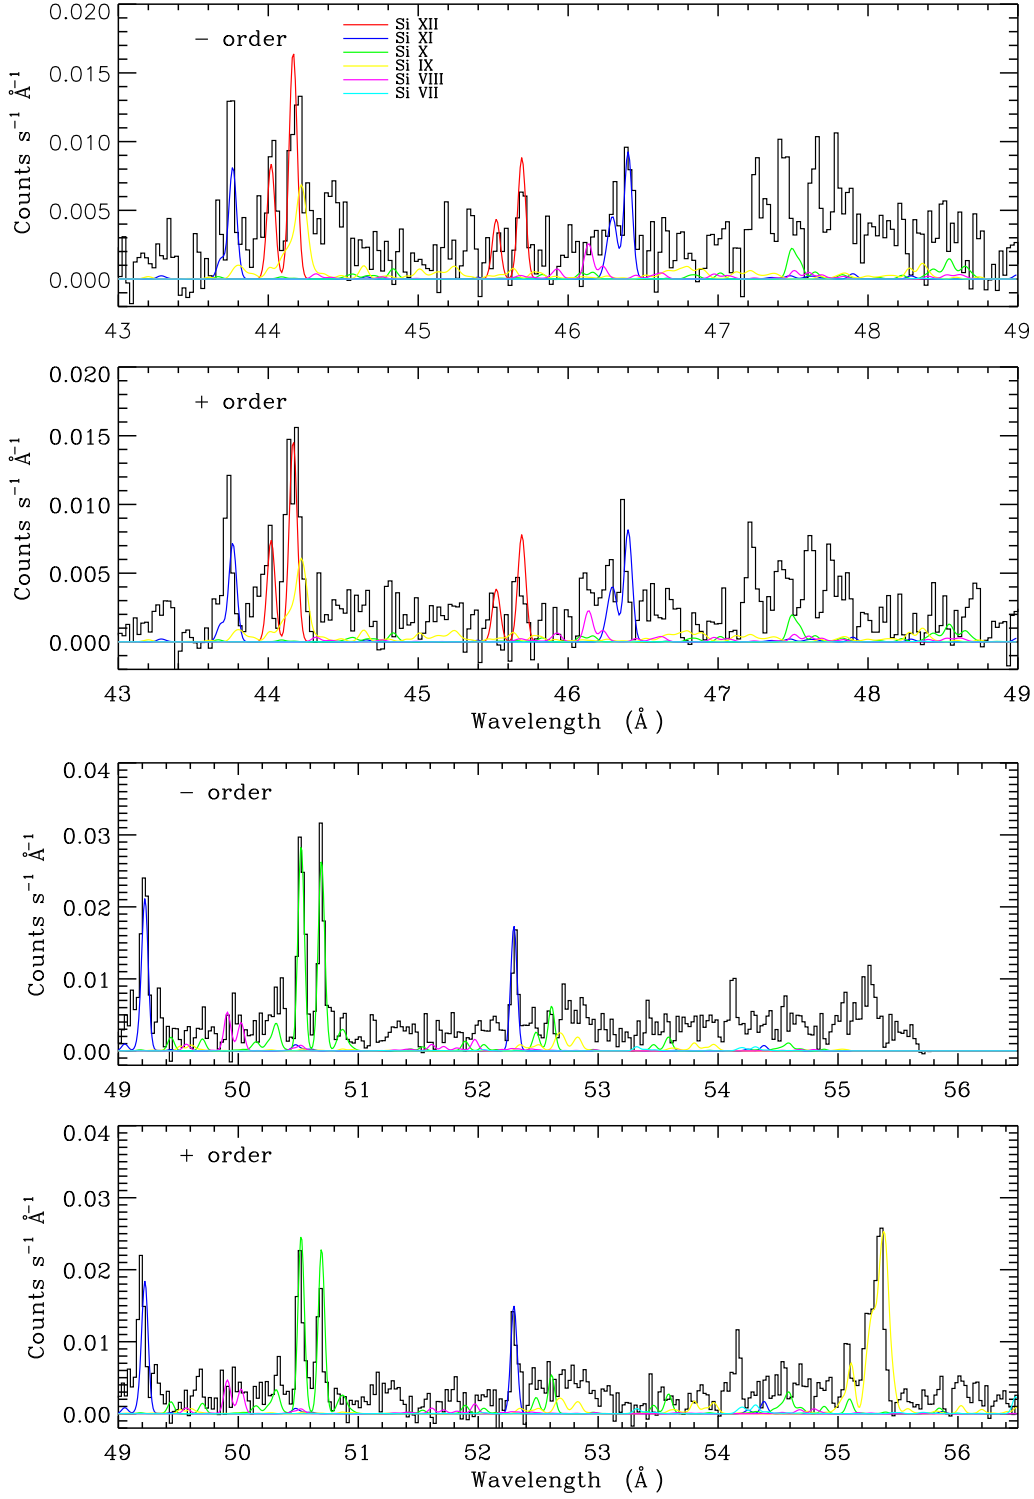 0.020
− order
Si XII
Si XI
Si X
Si IX
Si VIII
Si VII
0.015
0.010
0.005
0.000
Counts s⁻¹ Å⁻¹
43 44 45 46 47 48 49
0.020
+ order
0.015
0.010
0.005
0.000
Counts s⁻¹ Å⁻¹
43 44 45 46 47 48 49
Wavelength (Å)
0.04
− order
0.03
0.02
0.01
0.00
Counts s⁻¹ Å⁻¹
49 50 51 52 53 54 55 56
0.04
+ order
0.03
0.02
0.01
0.00
Counts s⁻¹ Å⁻¹
49 50 51 52 53 54 55 56
Wavelength (Å)